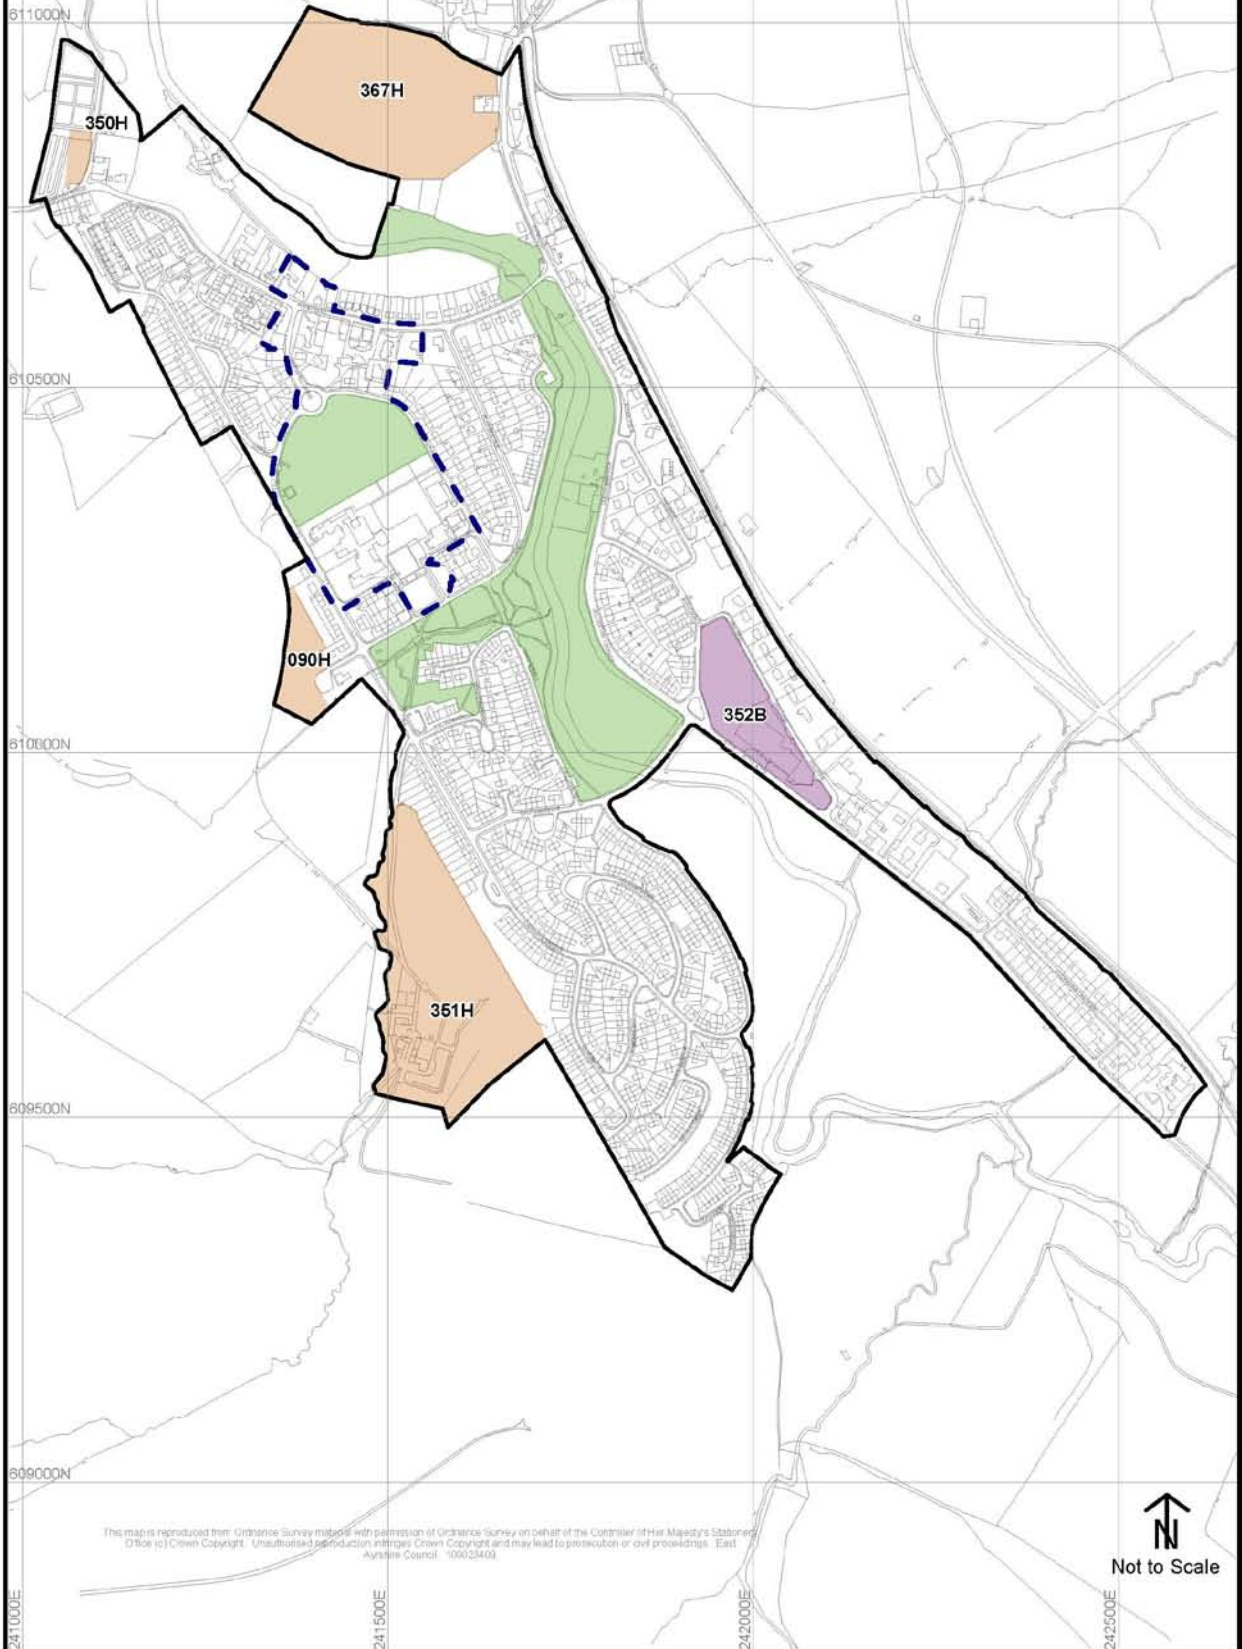 611000N
367H
350H
610500N
090H
352B
610000N
351H
609500N
609000N
This map is reproduced from Ordnance Survey material with permission of Ordnance Survey on behalf of the Controller of Her Majesty's Stationery
Office (c) Crown Copyright. Unauthorised reproduction infringes Crown Copyright and may lead to prosecution or civil proceedings. East
Ayrshire Council. 100023409.
N
Not to Scale
241000E
241500E
242000E
242500E